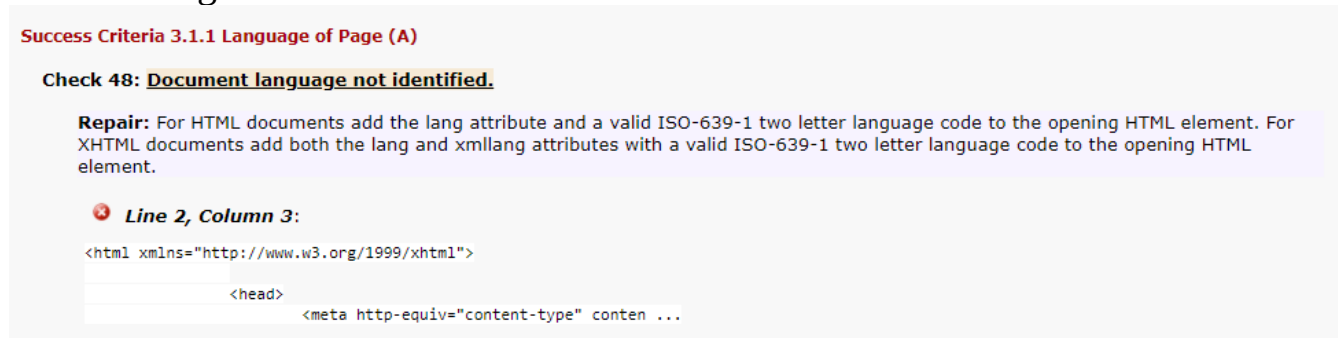 Success Criteria 3.1.1 Language of Page (A)
Check 48: Document language not identified.
Repair: For HTML documents add the lang attribute and a valid ISO-639-1 two letter language code to the opening HTML element. For
XHTML documents add both the lang and xmllang attributes with a valid ISO-639-1 two letter language code to the opening HTML
element.
Line 2, Column 3:
<html xmlns="http://www.w3.org/1999/xhtml">
<head>
<meta http-equiv="content-type" conten ...